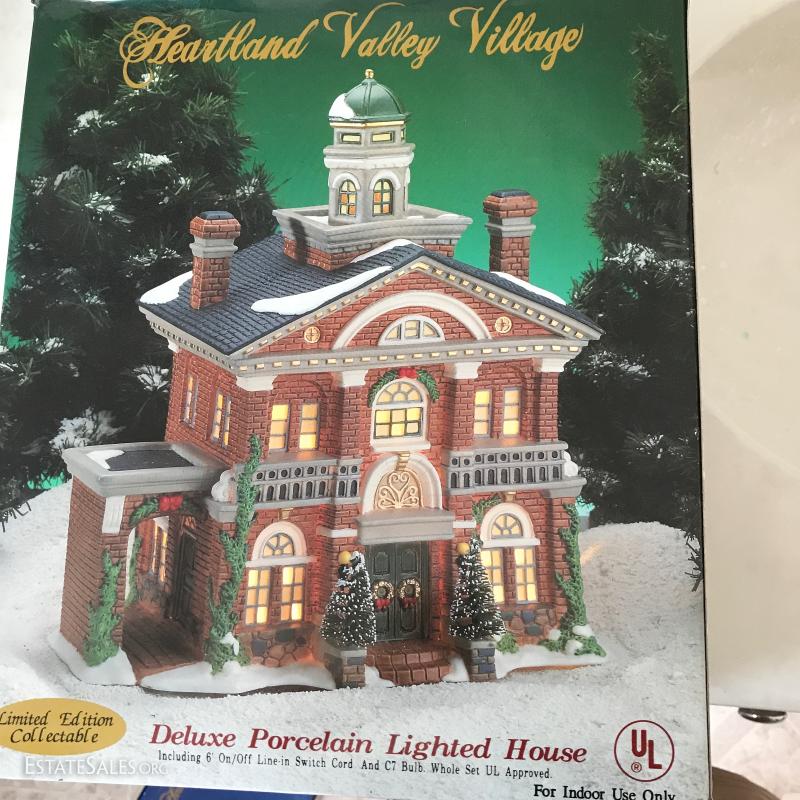 Heartland Valley Village
Limited Edition
Collectable
Deluxe Porcelain Lighted House
Including 6' On/Off Line-in Switch Cord And C7 Bulb. Whole Set UL Approved.
UL
®
For Indoor Use Only
ESTATESALES.ORG